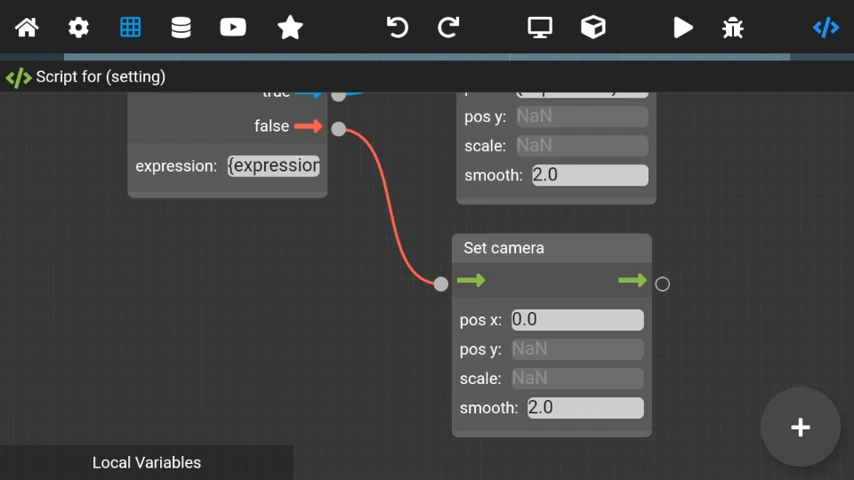 Script for (setting)
true
false
expression: {expression
pos y: NaN
scale: NaN
smooth: 2.0
Set camera
pos x: 0.0
pos y: NaN
scale: NaN
smooth: 2.0
Local Variables